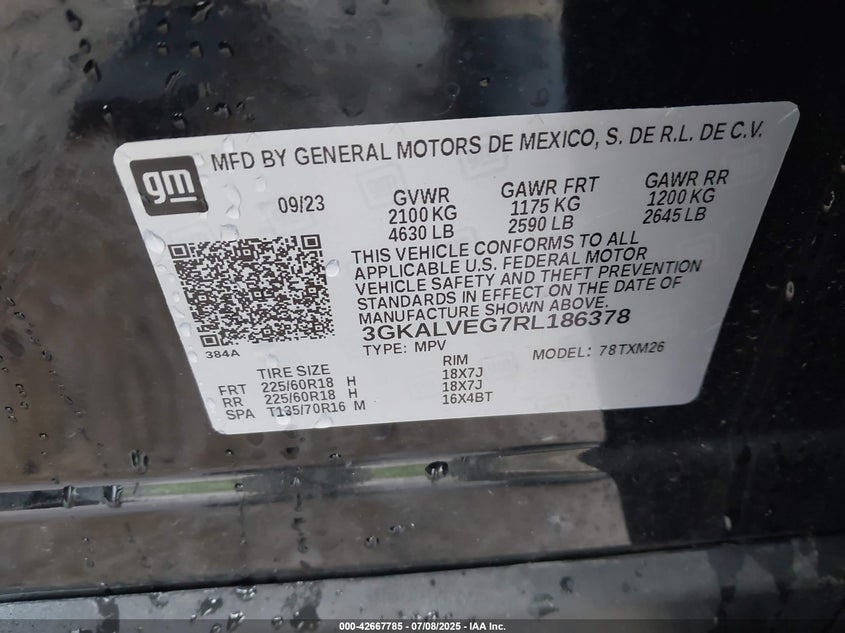 gm
MFD BY GENERAL MOTORS DE MEXICO, S. DE R.L. DE C.V.
09/23
GVWR
2100 KG
4630 LB
GAWR FRT
1175 KG
2590 LB
GAWR RR
1200 KG
2645 LB
THIS VEHICLE CONFORMS TO ALL
APPLICABLE U.S. FEDERAL MOTOR
VEHICLE SAFETY AND THEFT PREVENTION
STANDARDS IN EFFECT ON THE DATE OF
MANUFACTURE SHOWN ABOVE.
3GKALVEG7RL186378
TYPE: MPV
MODEL: 78TXM26
384A
TIRE SIZE RIM
FRT 225/60R18 H 18X7J
RR 225/60R18 H 18X7J
SPA T135/70R16 M 16X4BT
000-42667785 / 07/08/2025 - IAA Inc.